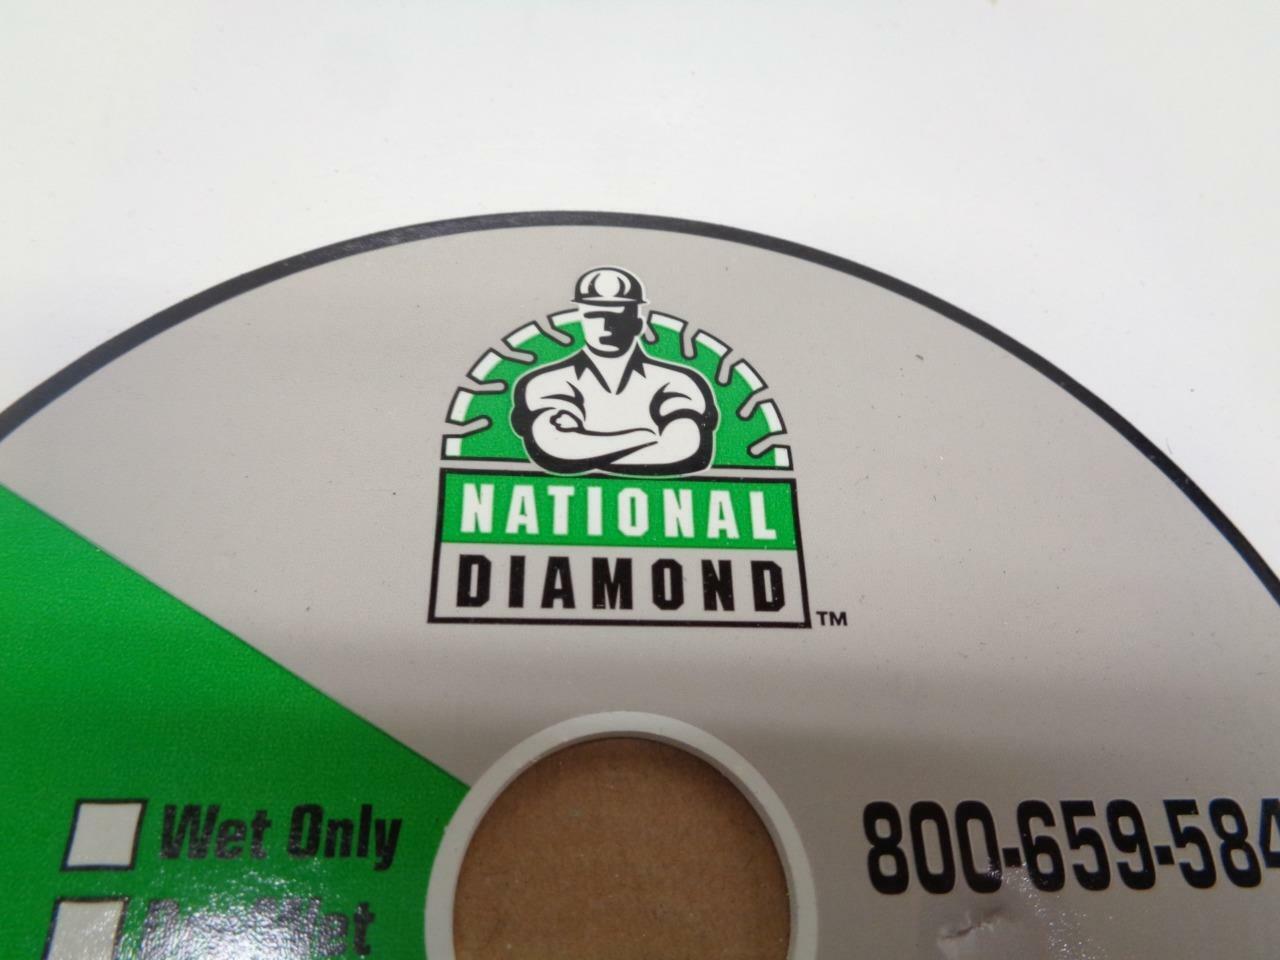 NATIONAL
DIAMOND
TM
Wet Only
800-659-584